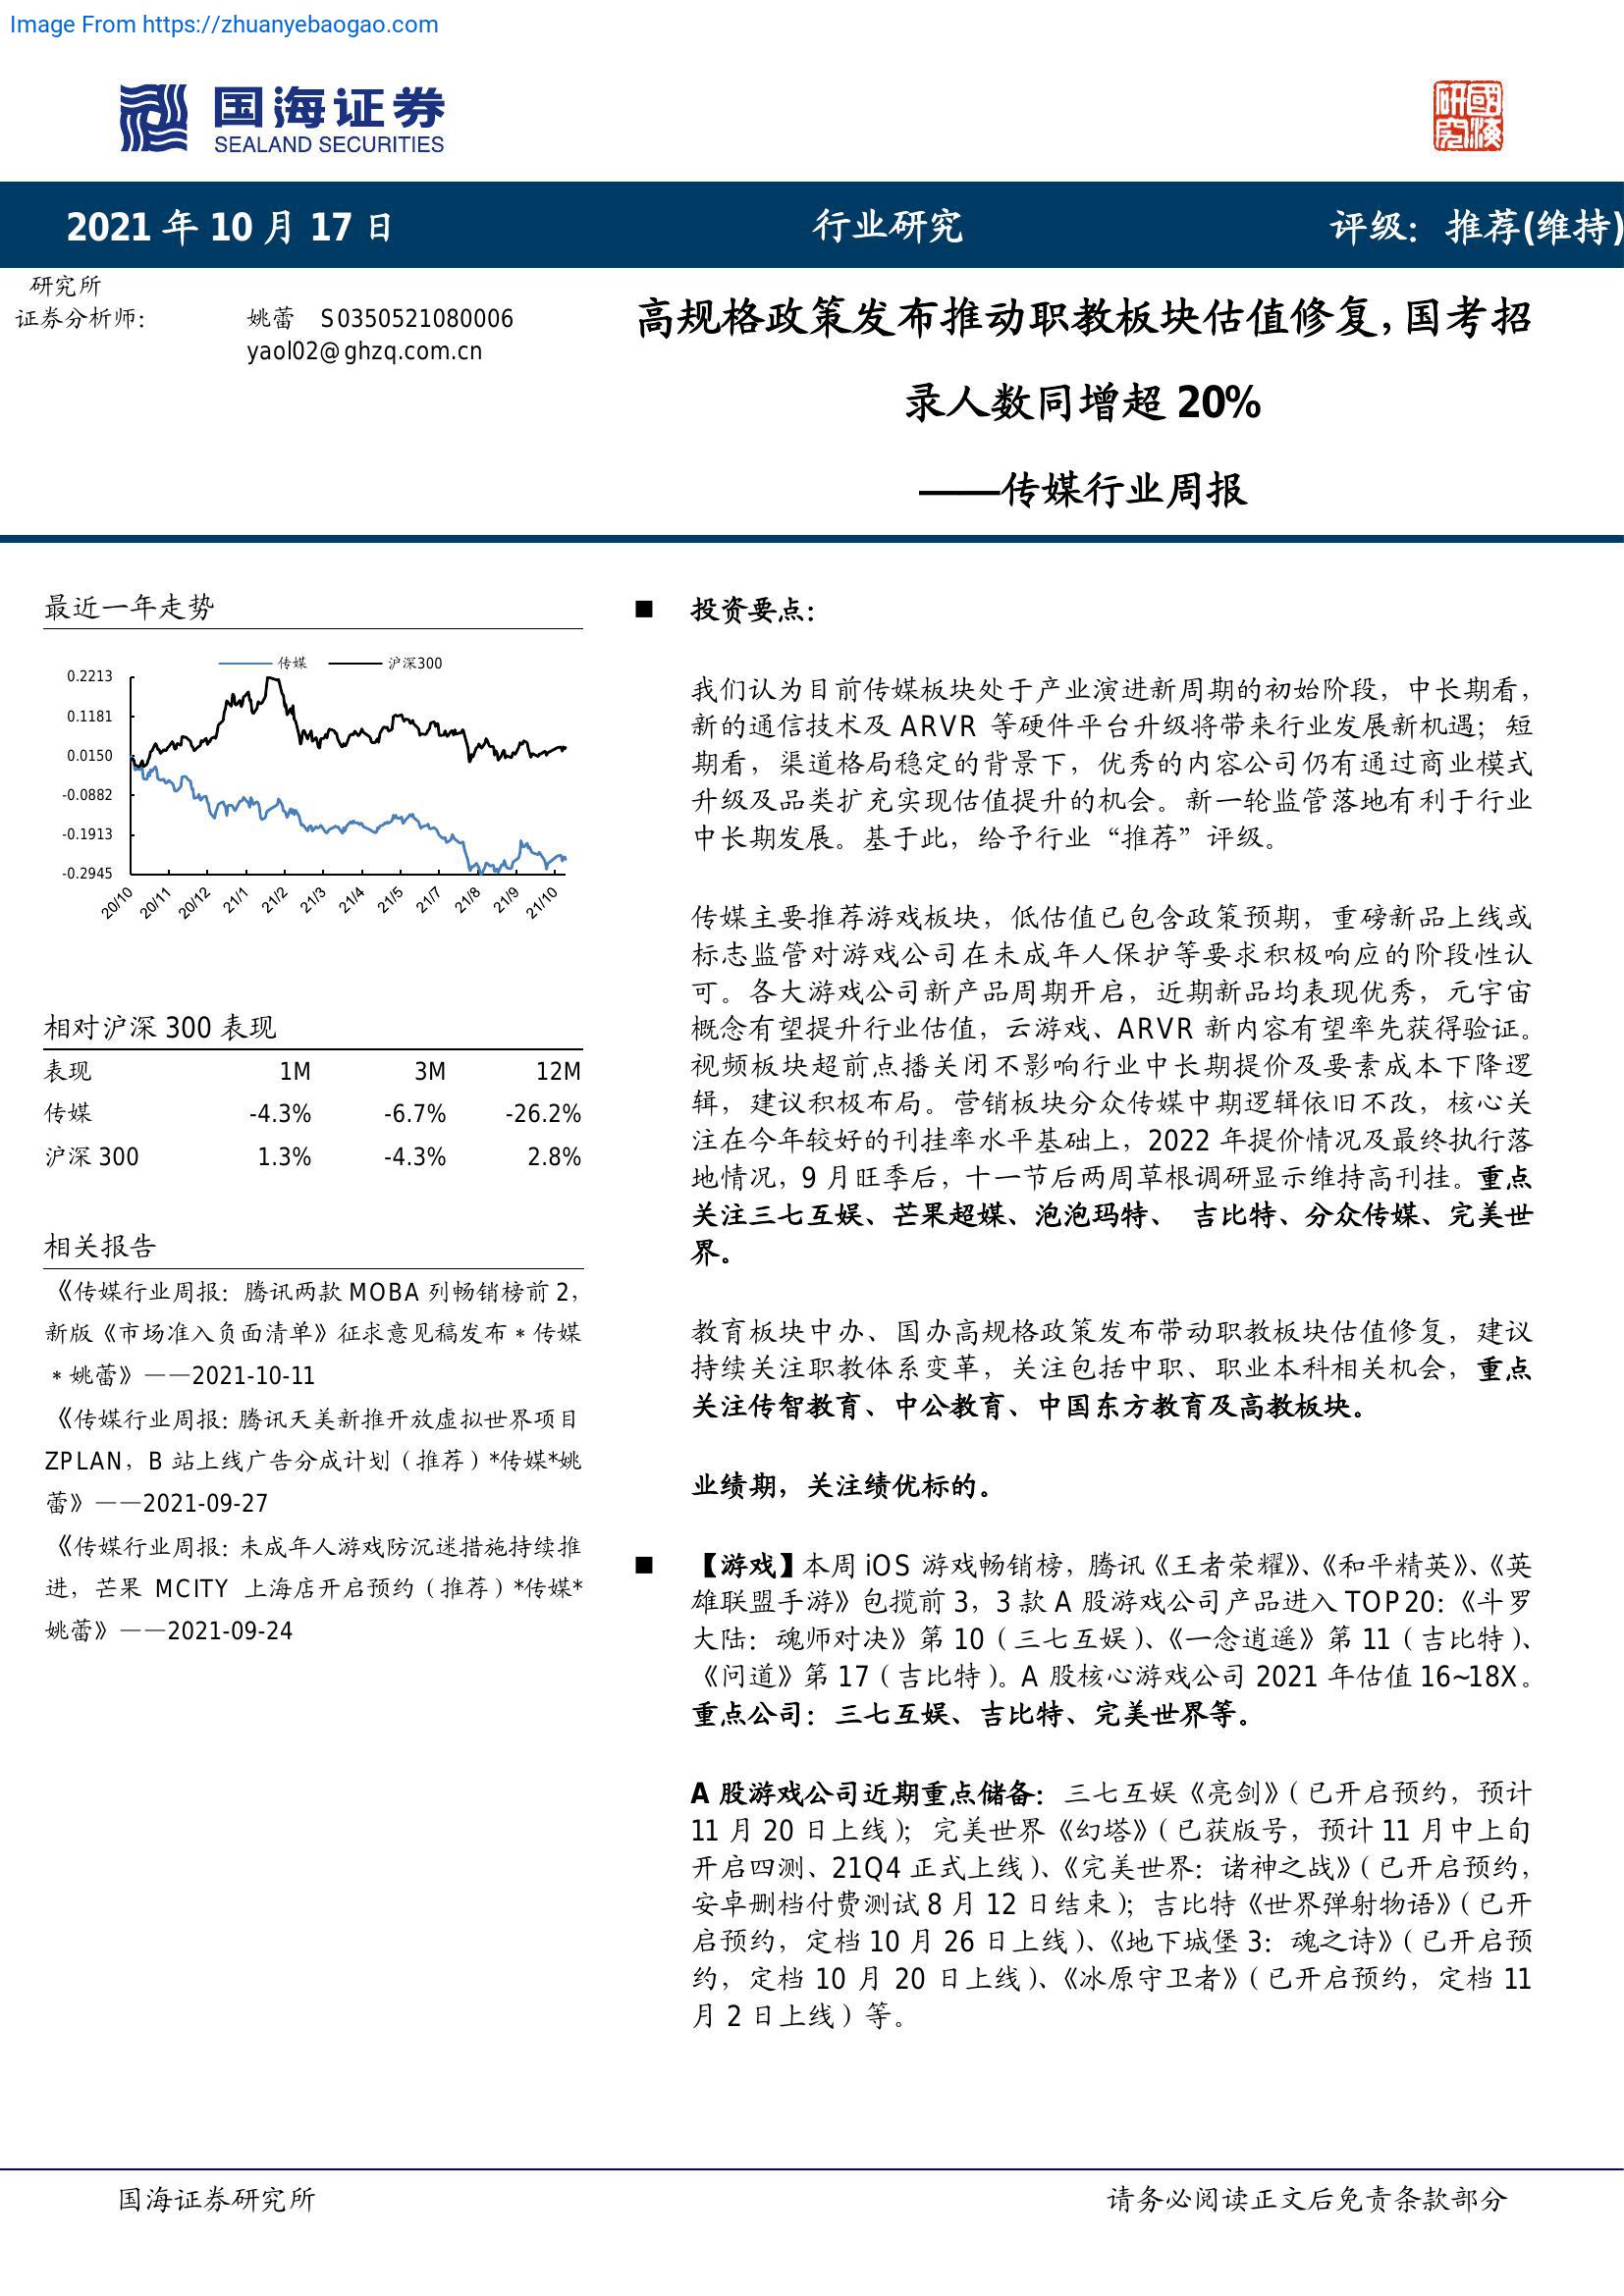 Image From https://zhuanyebaogao.com
国海证券
SEALAND SECURITIES
國海研究
2021 年 10 月 17 日
行业研究
评级：推荐(维持)
研究所
证券分析师：
姚蕾 S0350521080006
yaol02@ghzq.com.cn
高规格政策发布推动职教板块估值修复，国考招
录人数同增超 20%
——传媒行业周报
最近一年走势
传媒 沪深300
0.2213
0.1181
0.0150
-0.0882
-0.1913
-0.2945
20/10 20/11 20/12 21/1 21/2 21/3 21/4 21/5 21/7 21/8 21/9 21/10
相对沪深 300 表现
表现 1M 3M 12M
传媒 -4.3% -6.7% -26.2%
沪深 300 1.3% -4.3% 2.8%
相关报告
《传媒行业周报：腾讯两款 MOBA 列畅销榜前 2，
新版《市场准入负面清单》征求意见稿发布＊传媒
＊姚蕾》——2021-10-11
《传媒行业周报：腾讯天美新推开放虚拟世界项目
ZPLAN，B 站上线广告分成计划（推荐）*传媒*姚
蕾》——2021-09-27
《传媒行业周报：未成年人游戏防沉迷措施持续推
进，芒果 MCITY 上海店开启预约（推荐）*传媒*
姚蕾》——2021-09-24
■ 投资要点：
我们认为目前传媒板块处于产业演进新周期的初始阶段，中长期看，
新的通信技术及 ARVR 等硬件平台升级将带来行业发展新机遇；短
期看，渠道格局稳定的背景下，优秀的内容公司仍有通过商业模式
升级及品类扩充实现估值提升的机会。新一轮监管落地有利于行业
中长期发展。基于此，给予行业“推荐”评级。
传媒主要推荐游戏板块，低估值已包含政策预期，重磅新品上线或
标志监管对游戏公司在未成年人保护等要求积极响应的阶段性认
可。各大游戏公司新产品周期开启，近期新品均表现优秀，元宇宙
概念有望提升行业估值，云游戏、ARVR 新内容有望率先获得验证。
视频板块超前点播关闭不影响行业中长期提价及要素成本下降逻
辑，建议积极布局。营销板块分众传媒中期逻辑依旧不改，核心关
注在今年较好的刊挂率水平基础上，2022 年提价情况及最终执行落
地情况，9 月旺季后，十一节后两周草根调研显示维持高刊挂。重点
关注三七互娱、芒果超媒、泡泡玛特、 吉比特、分众传媒、完美世
界。
教育板块中办、国办高规格政策发布带动职教板块估值修复，建议
持续关注职教体系变革，关注包括中职、职业本科相关机会，重点
关注传智教育、中公教育、中国东方教育及高教板块。
业绩期，关注绩优标的。
■ 【游戏】本周 iOS 游戏畅销榜，腾讯《王者荣耀》、《和平精英》、《英
雄联盟手游》包揽前 3，3 款 A 股游戏公司产品进入 TOP20：《斗罗
大陆：魂师对决》第 10（三七互娱）、《一念逍遥》第 11（吉比特）、
《问道》第 17（吉比特）。A 股核心游戏公司 2021 年估值 16~18X。
重点公司：三七互娱、吉比特、完美世界等。
A 股游戏公司近期重点储备：三七互娱《亮剑》（已开启预约，预计
11 月 20 日上线）；完美世界《幻塔》（已获版号，预计 11 月中上旬
开启四测、21Q4 正式上线）、《完美世界：诸神之战》（已开启预约，
安卓删档付费测试 8 月 12 日结束）；吉比特《世界弹射物语》（已开
启预约，定档 10 月 26 日上线）、《地下城堡 3：魂之诗》（已开启预
约，定档 10 月 20 日上线）、《冰原守卫者》（已开启预约，定档 11
月 2 日上线）等。
国海证券研究所
请务必阅读正文后免责条款部分